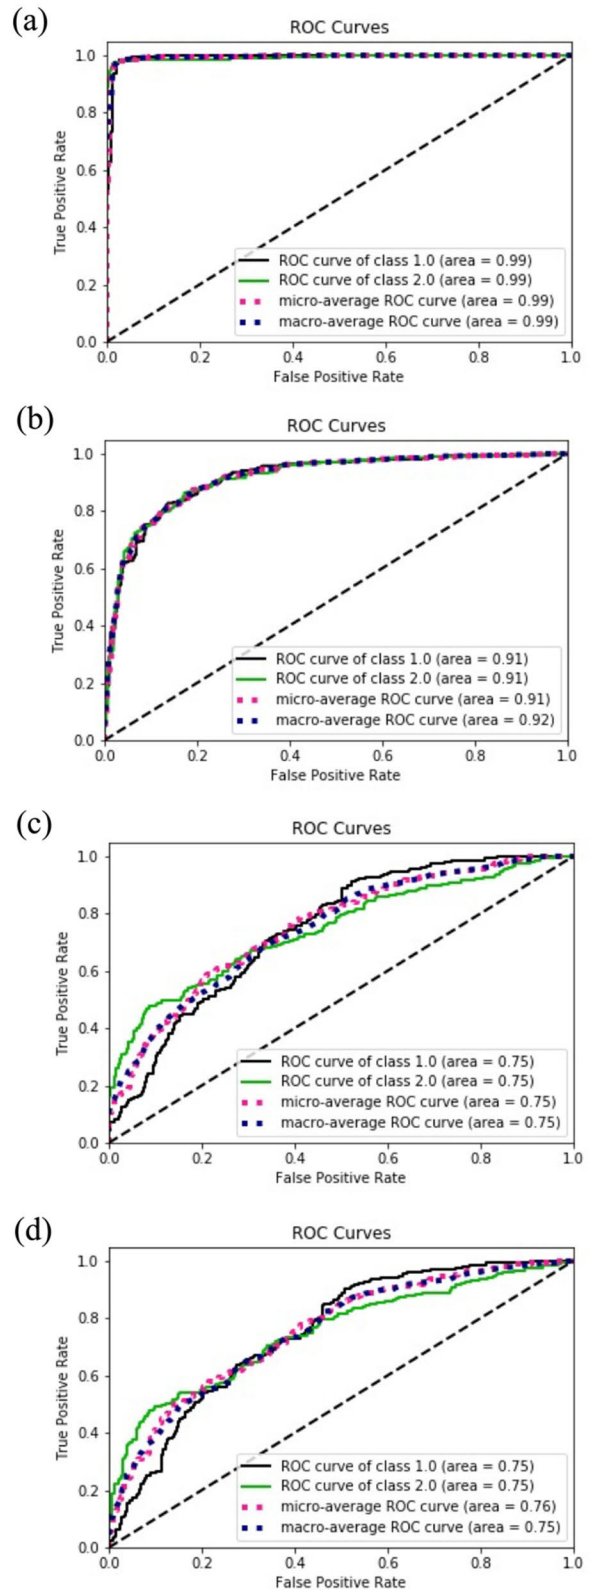 (a)
ROC Curves
1.0
0.8
0.6
0.4
0.2
0.0
True Positive Rate
ROC curve of class 1.0 (area = 0.99)
ROC curve of class 2.0 (area = 0.99)
micro-average ROC curve (area = 0.99)
macro-average ROC curve (area = 0.99)
0.0 0.2 0.4 0.6 0.8 1.0
False Positive Rate
(b)
ROC Curves
1.0
0.8
0.6
0.4
0.2
0.0
True Positive Rate
ROC curve of class 1.0 (area = 0.91)
ROC curve of class 2.0 (area = 0.91)
micro-average ROC curve (area = 0.91)
macro-average ROC curve (area = 0.92)
0.0 0.2 0.4 0.6 0.8 1.0
False Positive Rate
(c)
ROC Curves
1.0
0.8
0.6
0.4
0.2
0.0
True Positive Rate
ROC curve of class 1.0 (area = 0.75)
ROC curve of class 2.0 (area = 0.75)
micro-average ROC curve (area = 0.75)
macro-average ROC curve (area = 0.75)
0.0 0.2 0.4 0.6 0.8 1.0
False Positive Rate
(d)
ROC Curves
1.0
0.8
0.6
0.4
0.2
0.0
True Positive Rate
ROC curve of class 1.0 (area = 0.75)
ROC curve of class 2.0 (area = 0.75)
micro-average ROC curve (area = 0.76)
macro-average ROC curve (area = 0.75)
0.0 0.2 0.4 0.6 0.8 1.0
False Positive Rate